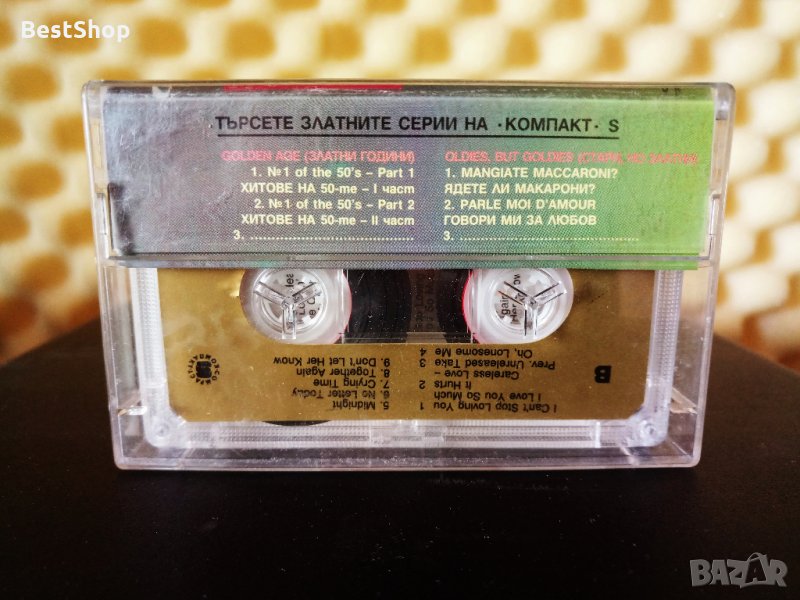 BestShop
ТЪРСЕТЕ ЗЛАТНИТЕ СЕРИИ НА ·КОМПАКТ· S
GOLDEN AGE (ЗЛАТНИ ГОДИНИ)
1. №1 of the 50's – Part 1
ХИТОВЕ НА 50-те – I част
2. №1 of the 50's – Part 2
ХИТОВЕ НА 50-те – II част
3.
OLDIES, BUT GOLDIES (СТАРИ, НО ЗЛАТНИ)
1. MANGIATE MACCARONI?
ЯДЕТЕ ЛИ МАКАРОНИ?
2. PARLE MOI D'AMOUR
ГОВОРИ МИ ЗА ЛЮБОВ
3.
B
I Can't Stop Loving You 1
I Love You So Much
It Hurts 2
Careless Love –
Prev. Unreleased Take 3
Oh, Lonesome Me 4
5. Midnight
6. No Letter Today
7. Crying Time
8. Together Again
9. Don't Let Her Know
BAZAR